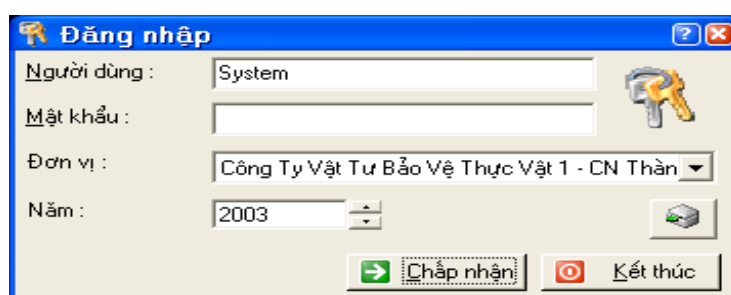 Đăng nhập
Người dùng : System
Mật khẩu :
Đơn vị : Công Ty Vật Tư Bảo Vệ Thực Vật 1 - CN Thàn
Năm : 2003
Chấp nhận Kết thúc